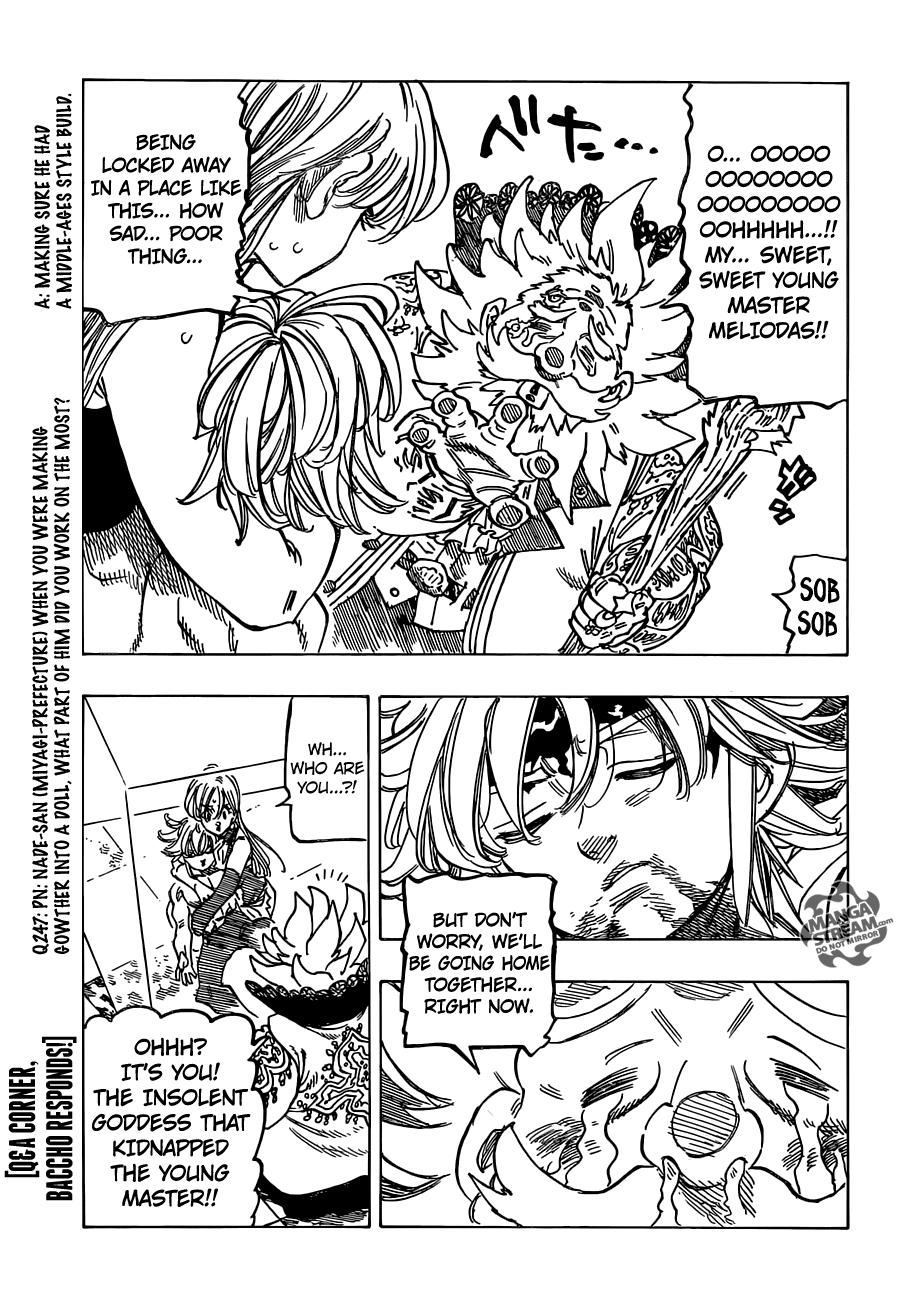 O... OOOOO
OOOOOOOOO
OOOOOOOOOO
OOHHHHH...!!
MY... SWEET,
SWEET YOUNG
MASTER
MELIODAS!!
べた…
BEING
LOCKED AWAY
IN A PLACE LIKE
THIS... HOW
SAD... POOR
THING...
SOB
SOB
BUT DON'T
WORRY, WE'LL
BE GOING HOME
TOGETHER...
RIGHT NOW.
WH...
WHO ARE
YOU...?!
OHHH?
IT'S YOU!
THE INSOLENT
GODDESS THAT
KIDNAPPED
THE YOUNG
MASTER!!
[Q&A CORNER,
BACCHO RESPONDS!]
Q247: PN: NADE-SAN (MIYAGI-PREFECTURE) WHEN YOU WERE MAKING
GOWTHER INTO A DOLL, WHAT PART OF HIM DID YOU WORK ON THE MOST?
A: MAKING SURE HE HAD
A MIDDLE-AGES STYLE BUILD.
MANGA
STREAM.com
DO NOT MIRROR